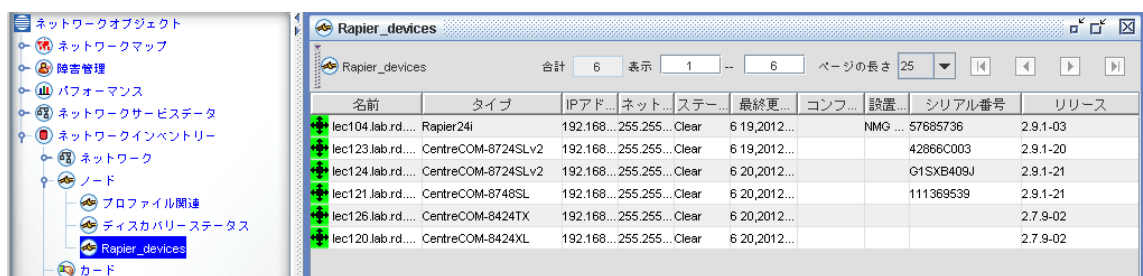 ネットワークオブジェクト
ネットワークマップ
障害管理
パフォーマンス
ネットワークサービスデータ
ネットワークインベントリー
ネットワーク
ノード
プロファイル関連
ディスカバリーステータス
Rapier_devices
カード
Rapier_devices
Rapier_devices 合計 6 表示 1 -- 6 ページの長さ 25
名前 タイプ IPアド... ネット... ステー... 最終更... コンフ... 設置... シリアル番号 リリース
lec104.lab.rd.... Rapier24i 192.168... 255.255... Clear 6 19,2012... NMG ... 57685736 2.9.1-03
lec123.lab.rd.... CentreCOM-8724SLv2 192.168... 255.255... Clear 6 19,2012... 42866C003 2.9.1-20
lec124.lab.rd.... CentreCOM-8724SLv2 192.168... 255.255... Clear 6 20,2012... G1SXB409J 2.9.1-21
lec121.lab.rd.... CentreCOM-8748SL 192.168... 255.255... Clear 6 20,2012... 111369539 2.9.1-21
lec126.lab.rd.... CentreCOM-8424TX 192.168... 255.255... Clear 6 20,2012... 2.7.9-02
lec120.lab.rd.... CentreCOM-8424XL 192.168... 255.255... Clear 6 20,2012... 2.7.9-02